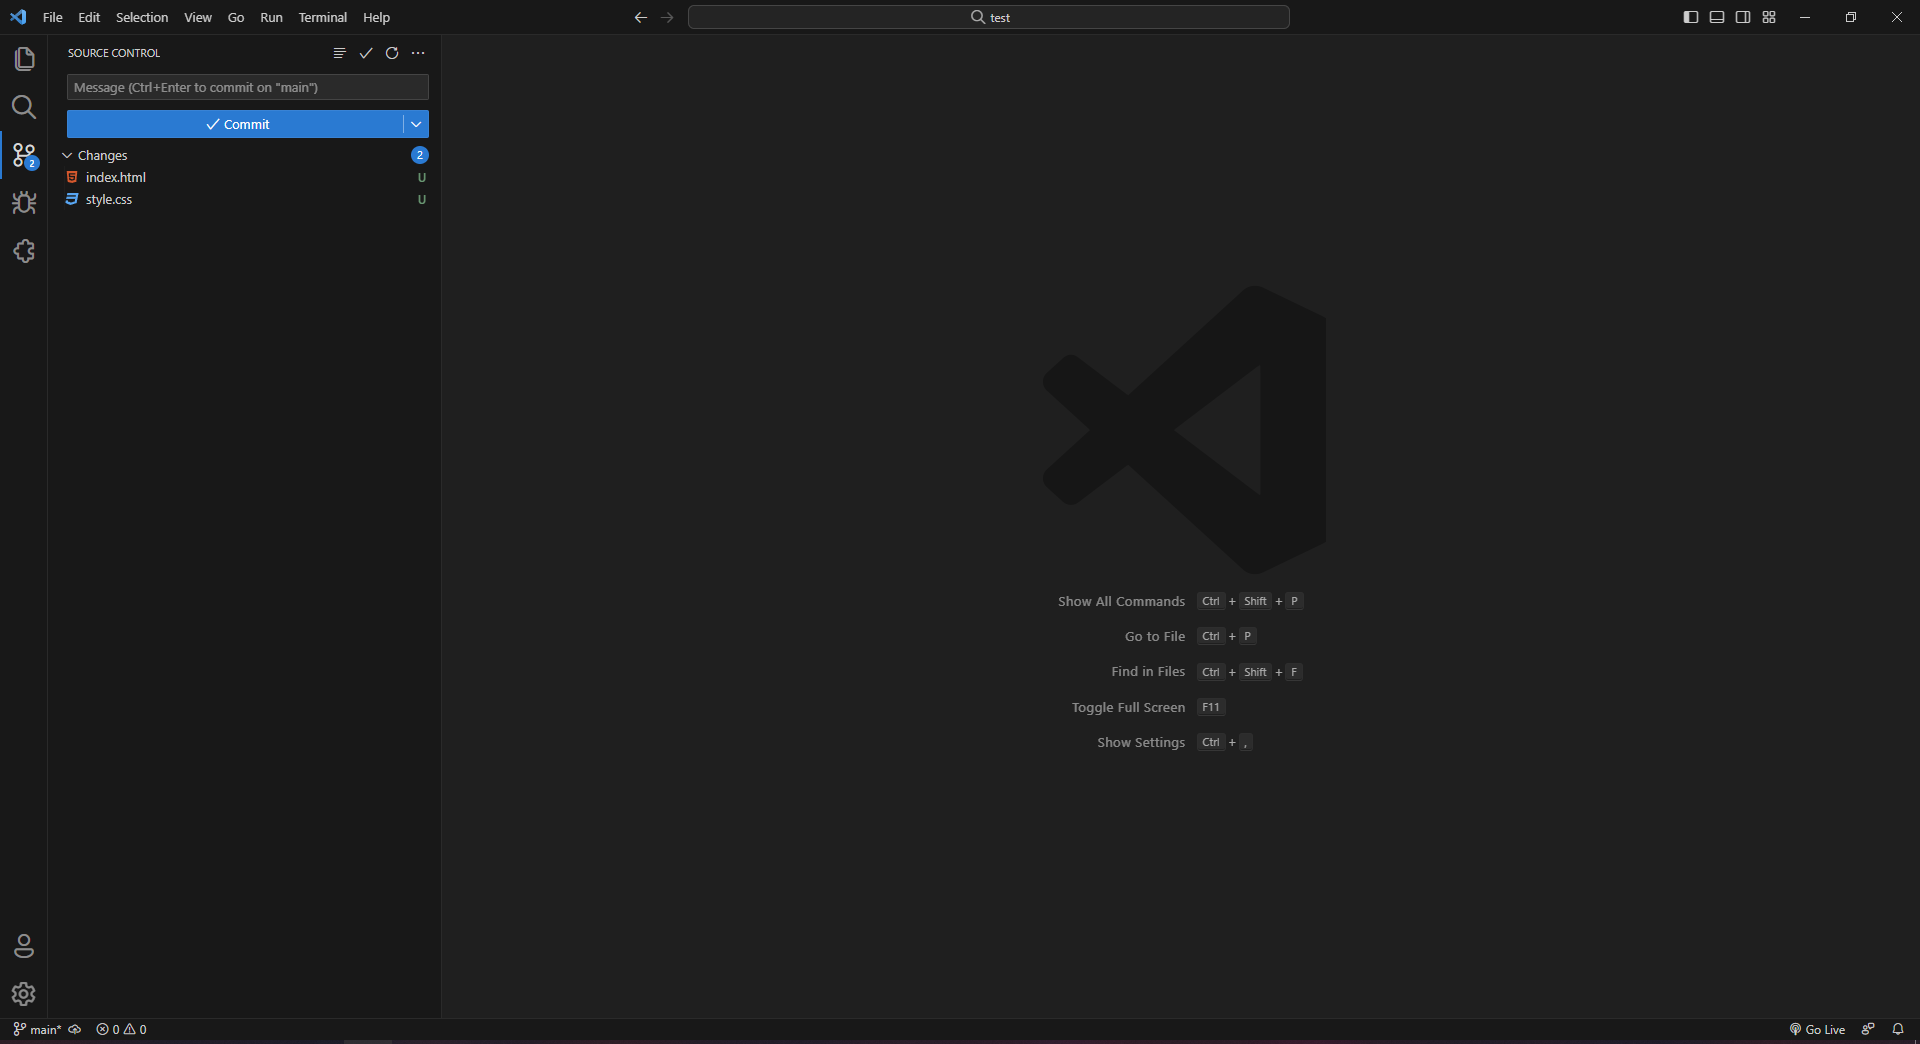 File Edit Selection View Go Run Terminal Help
test
SOURCE CONTROL
Message (Ctrl+Enter to commit on "main")
Commit
Changes 2
index.html U
style.css U
2
Show All Commands Ctrl + Shift + P
Go to File Ctrl + P
Find in Files Ctrl + Shift + F
Toggle Full Screen F11
Show Settings Ctrl + ,
main* 0 0 Go Live